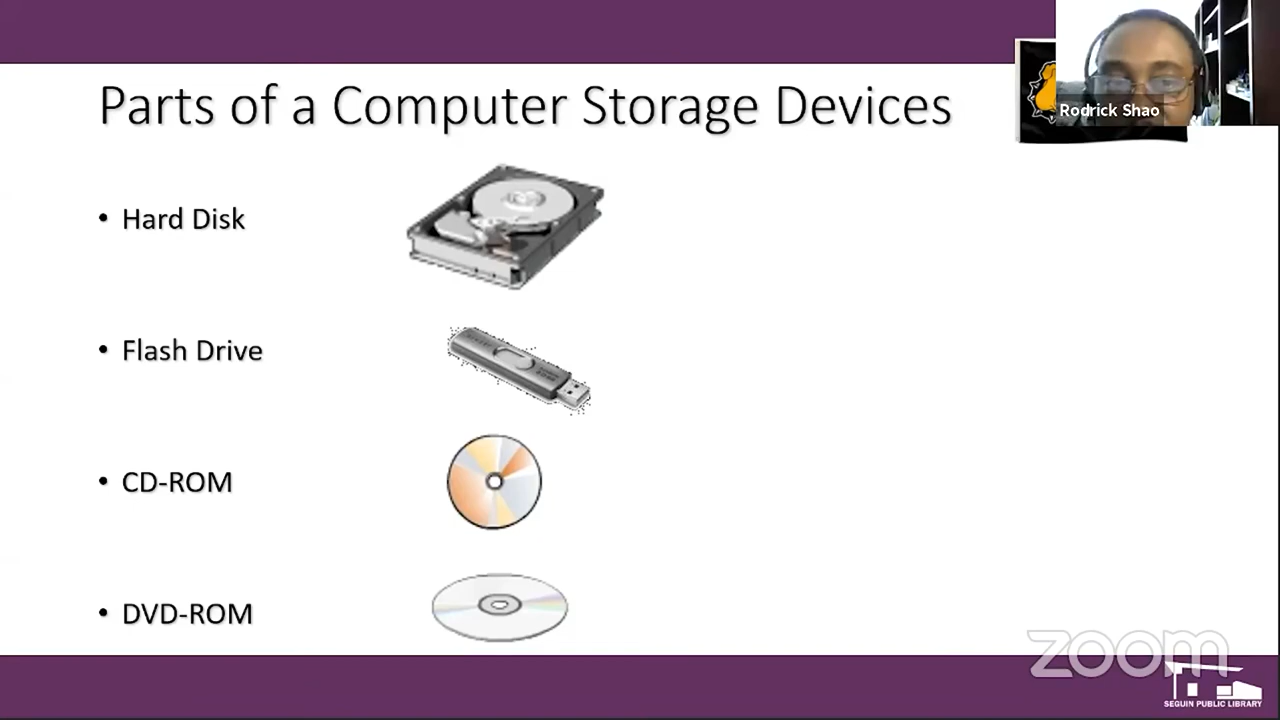 Parts of a Computer Storage Devices
Rodrick Shao
• Hard Disk
• Flash Drive
• CD-ROM
• DVD-ROM
zoom
SEGUIN PUBLIC LIBRARY